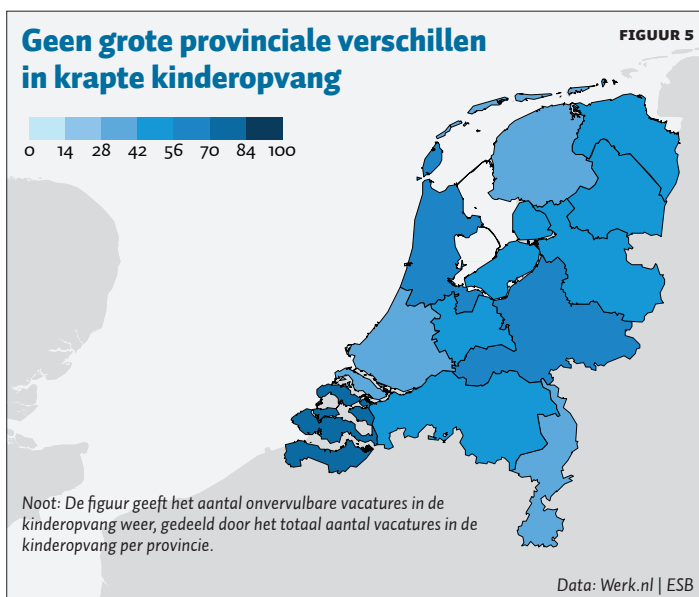 FIGUUR 5
Geen grote provinciale verschillen
in krapte kinderopvang
0 14 28 42 56 70 84 100
Noot: De figuur geeft het aantal onvervulbare vacatures in de
kinderopvang weer, gedeeld door het totaal aantal vacatures in de
kinderopvang per provincie.
Data: Werk.nl | ESB